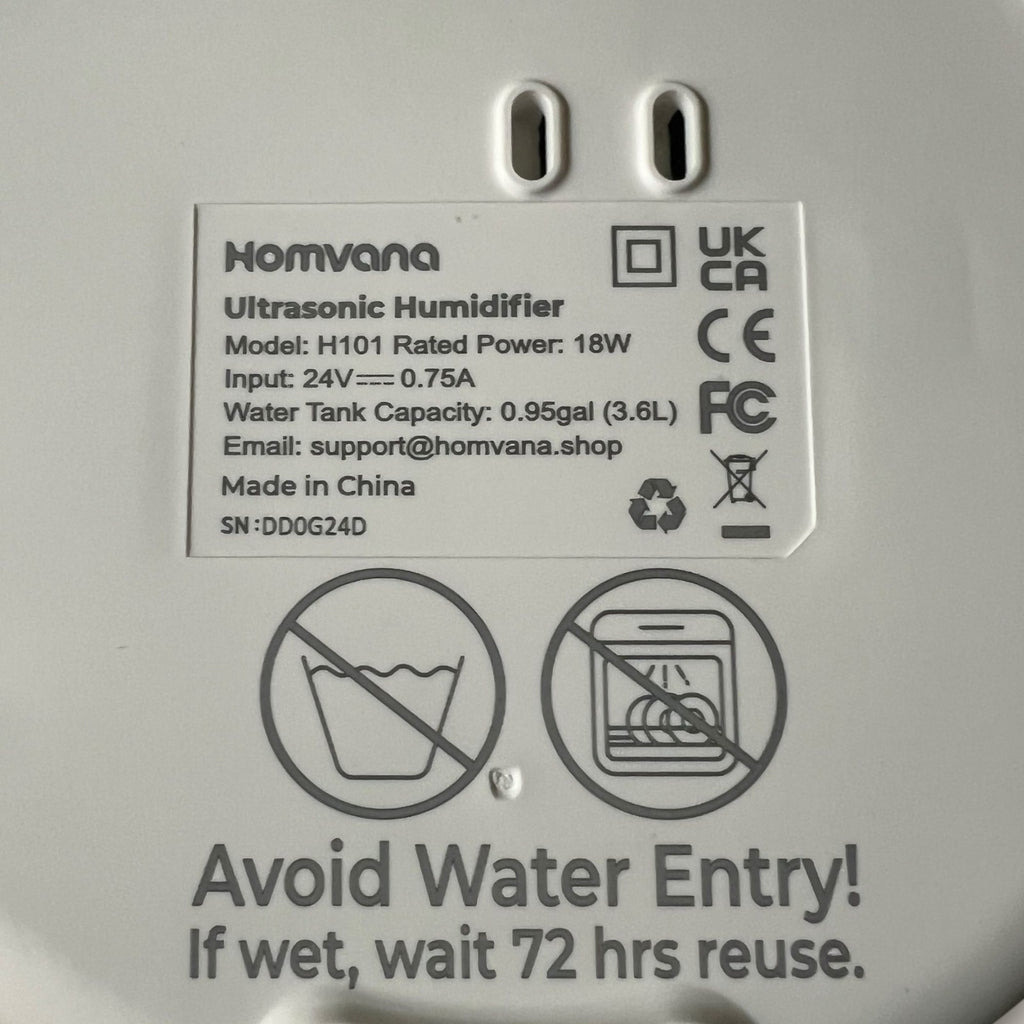 Homvana
Ultrasonic Humidifier
Model: H101 Rated Power: 18W
Input: 24V⎓0.75A
Water Tank Capacity: 0.95gal (3.6L)
Email: support@homvana.shop
Made in China
SN:DD0G24D
UK
CA
CE
FC
Avoid Water Entry!
If wet, wait 72 hrs reuse.